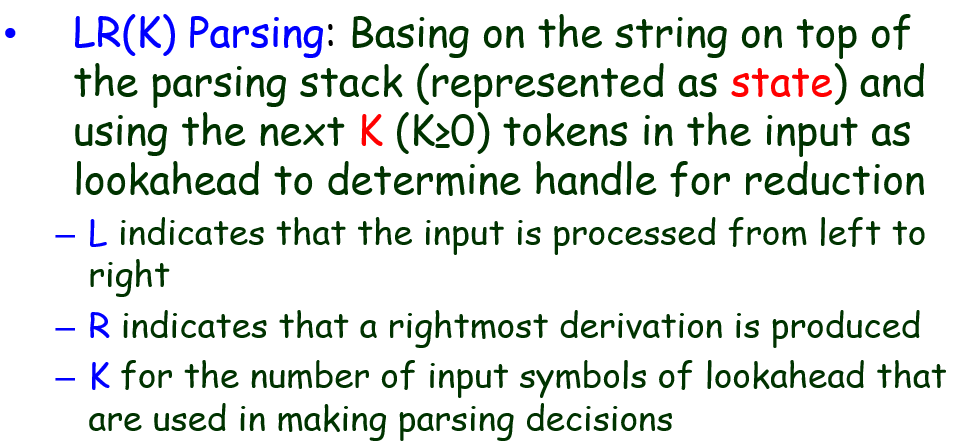 • LR(K) Parsing: Basing on the string on top of
the parsing stack (represented as state) and
using the next K (K≥0) tokens in the input as
lookahead to determine handle for reduction
– L indicates that the input is processed from left to
right
– R indicates that a rightmost derivation is produced
– K for the number of input symbols of lookahead that
are used in making parsing decisions